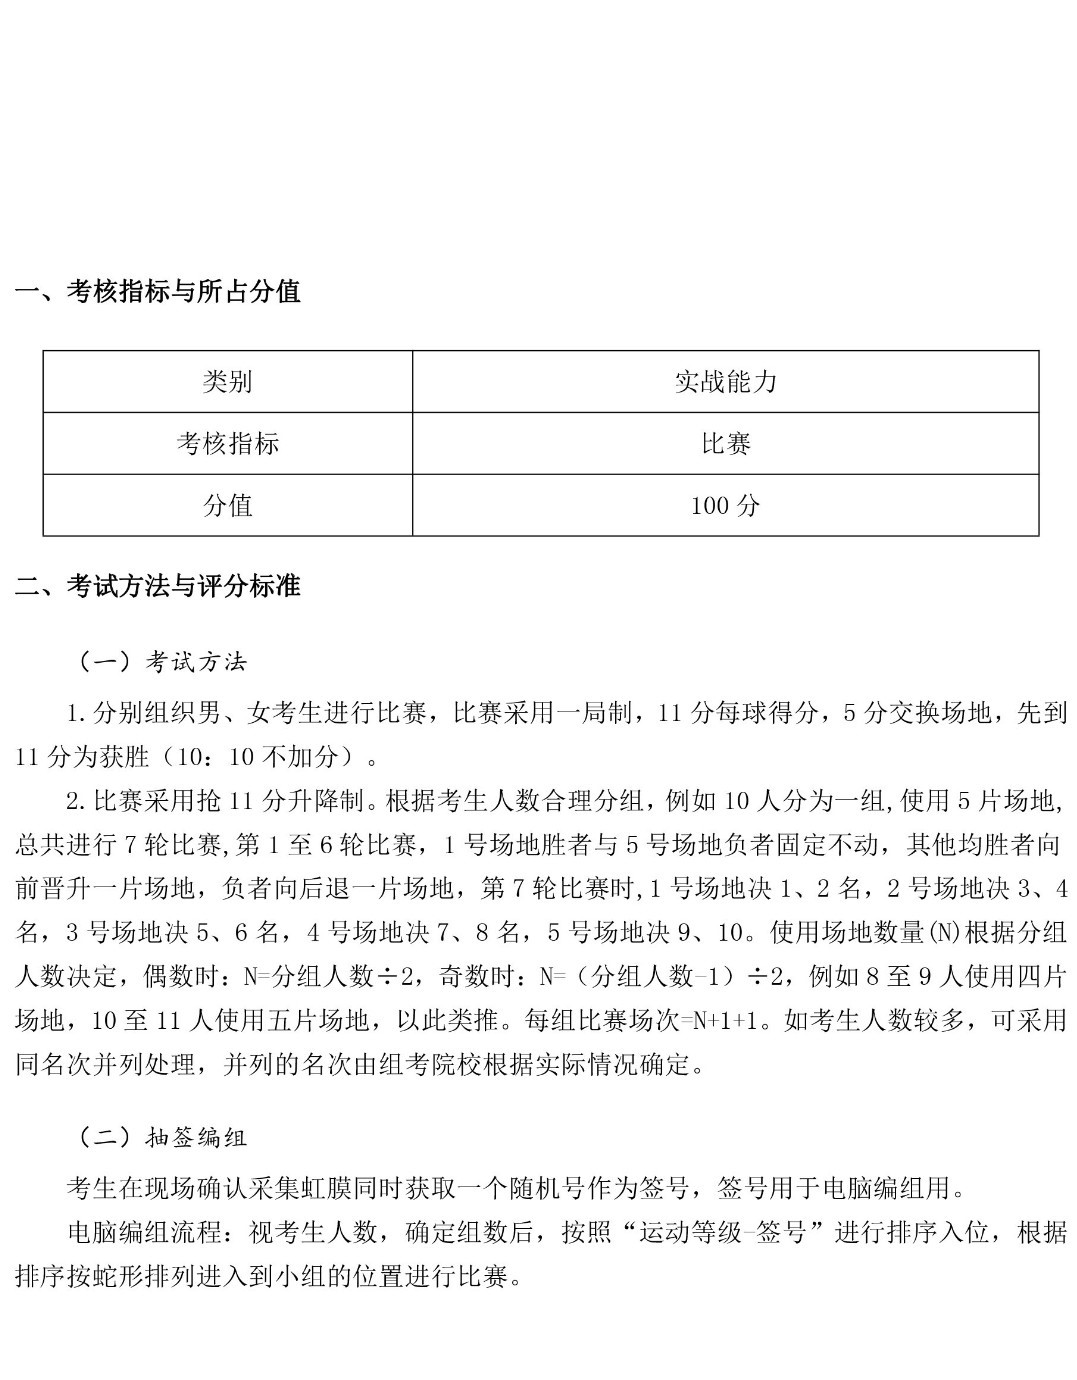 一、考核指标与所占分值
类别 实战能力
考核指标 比赛
分值 100 分
二、考试方法与评分标准
（一）考试方法
1.分别组织男、女考生进行比赛，比赛采用一局制，11 分每球得分，5 分交换场地，先到
11 分为获胜（10：10 不加分）。
2.比赛采用抢 11 分升降制。根据考生人数合理分组，例如 10 人分为一组,使用 5 片场地,
总共进行 7 轮比赛,第 1 至 6 轮比赛，1 号场地胜者与 5 号场地负者固定不动，其他均胜者向
前晋升一片场地，负者向后退一片场地，第 7 轮比赛时,1 号场地决 1、2 名，2 号场地决 3、4
名，3 号场地决 5、6 名，4 号场地决 7、8 名，5 号场地决 9、10。使用场地数量(N)根据分组
人数决定，偶数时：N=分组人数÷2，奇数时：N=（分组人数-1）÷2，例如 8 至 9 人使用四片
场地，10 至 11 人使用五片场地，以此类推。每组比赛场次=N+1+1。如考生人数较多，可采用
同名次并列处理，并列的名次由组考院校根据实际情况确定。
（二）抽签编组
考生在现场确认采集虹膜同时获取一个随机号作为签号，签号用于电脑编组用。
电脑编组流程：视考生人数，确定组数后，按照“运动等级-签号”进行排序入位，根据
排序按蛇形排列进入到小组的位置进行比赛。